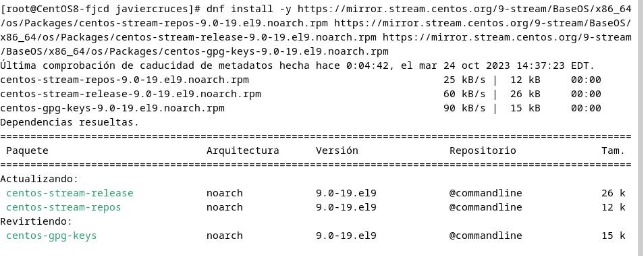 [root@CentOS8-fjcd javiercruces]# dnf install -y https://mirror.stream.centos.org/9-stream/BaseOS/x86_64
/os/Packages/centos-stream-repos-9.0-19.el9.noarch.rpm https://mirror.stream.centos.org/9-stream/BaseOS/
x86_64/os/Packages/centos-stream-release-9.0-19.el9.noarch.rpm https://mirror.stream.centos.org/9-stream
/BaseOS/x86_64/os/Packages/centos-gpg-keys-9.0-19.el9.noarch.rpm
Última comprobación de caducidad de metadatos hecha hace 0:04:42, el mar 24 oct 2023 14:37:23 EDT.
centos-stream-repos-9.0-19.el9.noarch.rpm 25 kB/s | 12 kB 00:00
centos-stream-release-9.0-19.el9.noarch.rpm 60 kB/s | 26 kB 00:00
centos-gpg-keys-9.0-19.el9.noarch.rpm 90 kB/s | 15 kB 00:00
Dependencias resueltas.
Paquete Arquitectura Versión Repositorio Tam.
Actualizando:
centos-stream-release noarch 9.0-19.el9 @commandline 26 k
centos-stream-repos noarch 9.0-19.el9 @commandline 12 k
Revirtiendo:
centos-gpg-keys noarch 9.0-19.el9 @commandline 15 k